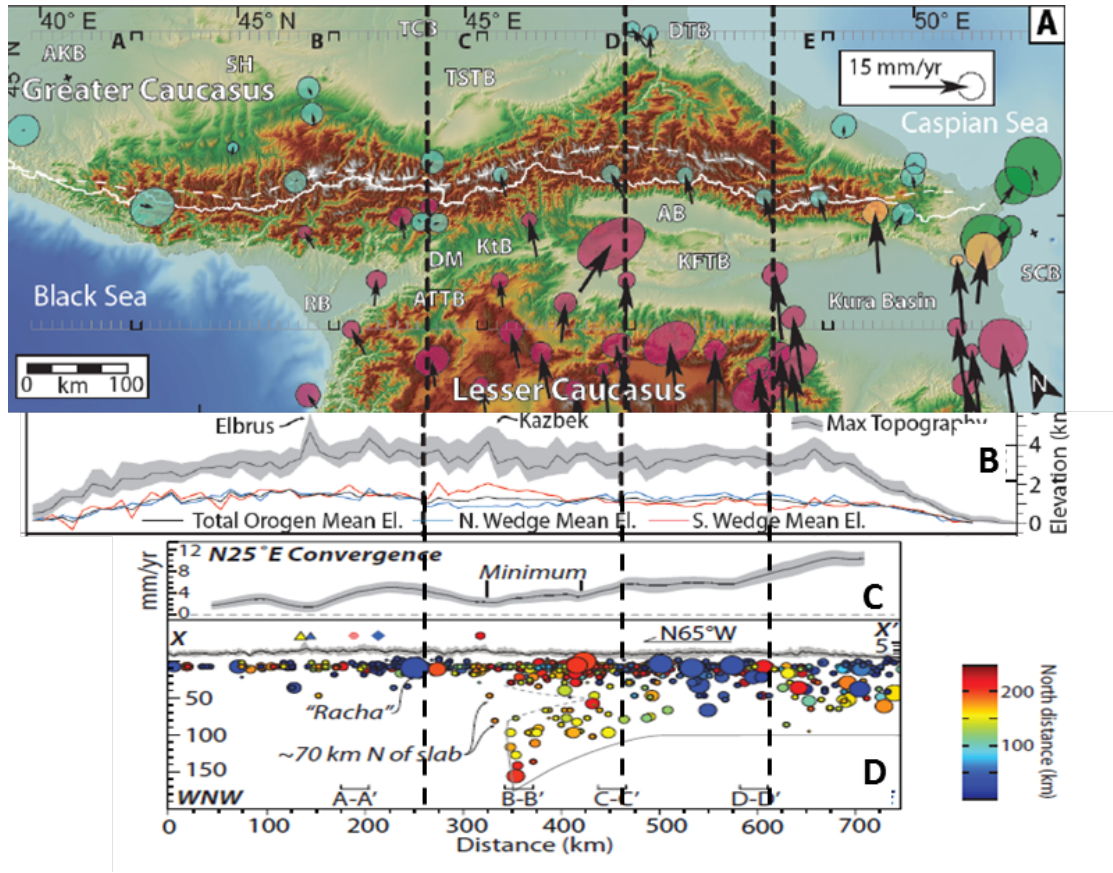 40° E
45° N
45° E
50° E
A
TCB
DTB
AKB
A
B
C
D
E
N
SH
TSTB
15 mm/yr
Greater Caucasus
Caspian Sea
AB
DM
KtB
KFTB
SCB
Black Sea
RB
ATTB
Kura Basin
0
100
km
Lesser Caucasus
N
Elbrus
Kazbek
Max Topography
4
2
0
Elevation
B
Total Orogen Mean El.
N. Wedge Mean El.
S. Wedge Mean El.
12
8
4
0
mm/yr
N25°E Convergence
Minimum
C
X
N65°W
X'
5
50
100
150
"Racha"
~70 km N of slab
200
100
North distance (km)
D
WNW
A-A'
B-B'
C-C'
D-D'
0
100
200
300
400
500
600
700
Distance (km)